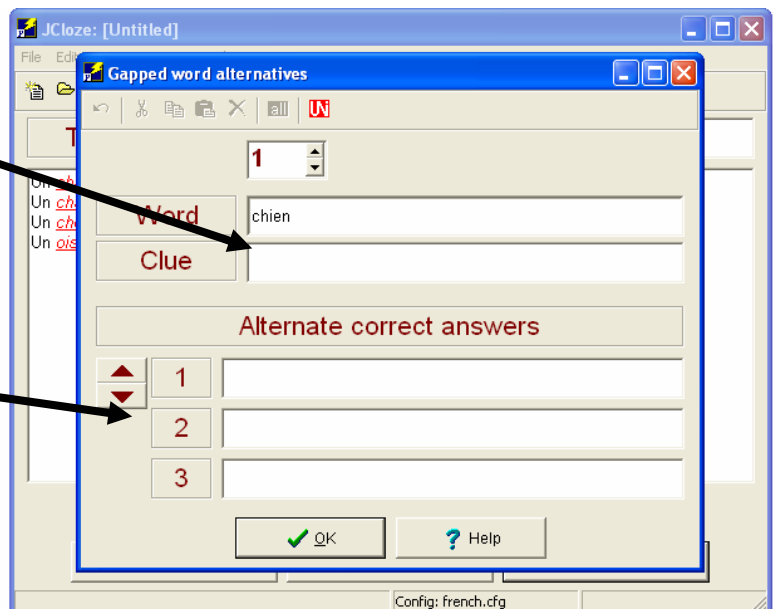 JCloze: [Untitled]
File
Gapped word alternatives
all
1
Un
Un
Un
Un
Word
chien
Clue
Alternate correct answers
1
2
3
OK
Help
Config: french.cfg